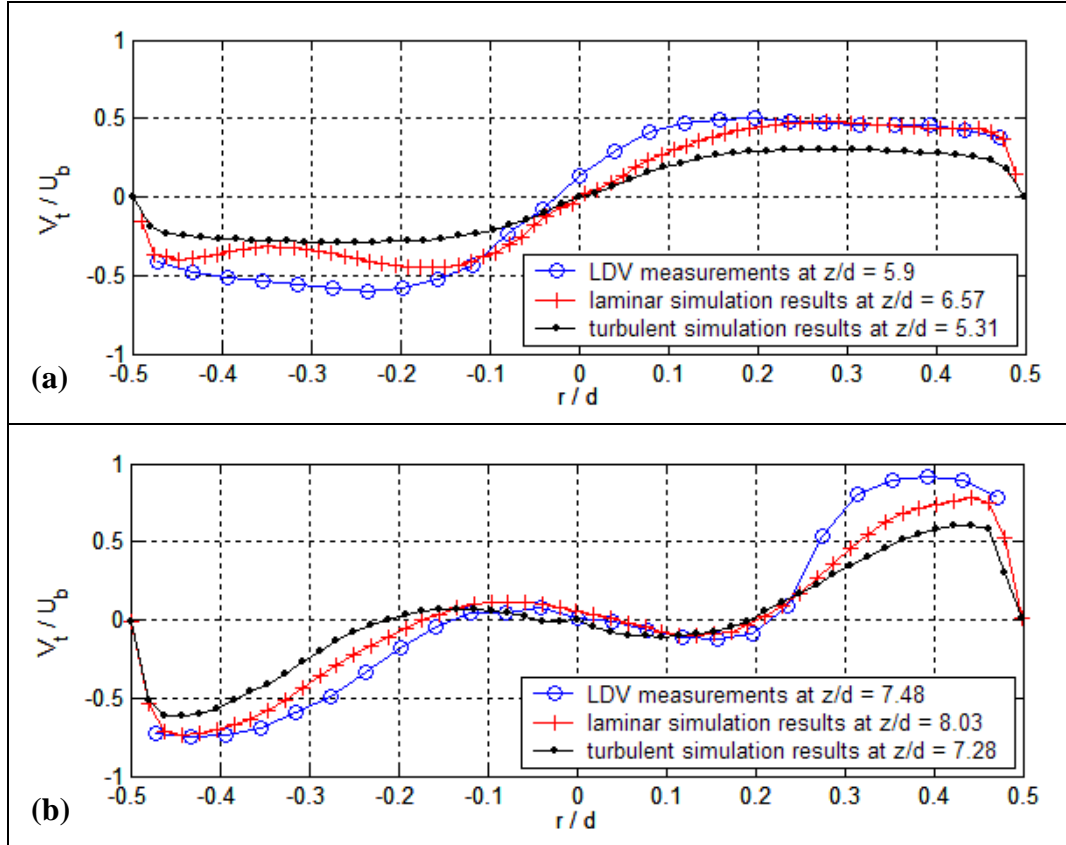 1
0.5
0
-0.5
-1
V_t / U_b
LDV measurements at z/d = 5.9
laminar simulation results at z/d = 6.57
turbulent simulation results at z/d = 5.31
-0.5 -0.4 -0.3 -0.2 -0.1 0 0.1 0.2 0.3 0.4 0.5
r / d
(a)
1
0.5
0
-0.5
-1
V_t / U_b
LDV measurements at z/d = 7.48
laminar simulation results at z/d = 8.03
turbulent simulation results at z/d = 7.28
-0.5 -0.4 -0.3 -0.2 -0.1 0 0.1 0.2 0.3 0.4 0.5
r / d
(b)